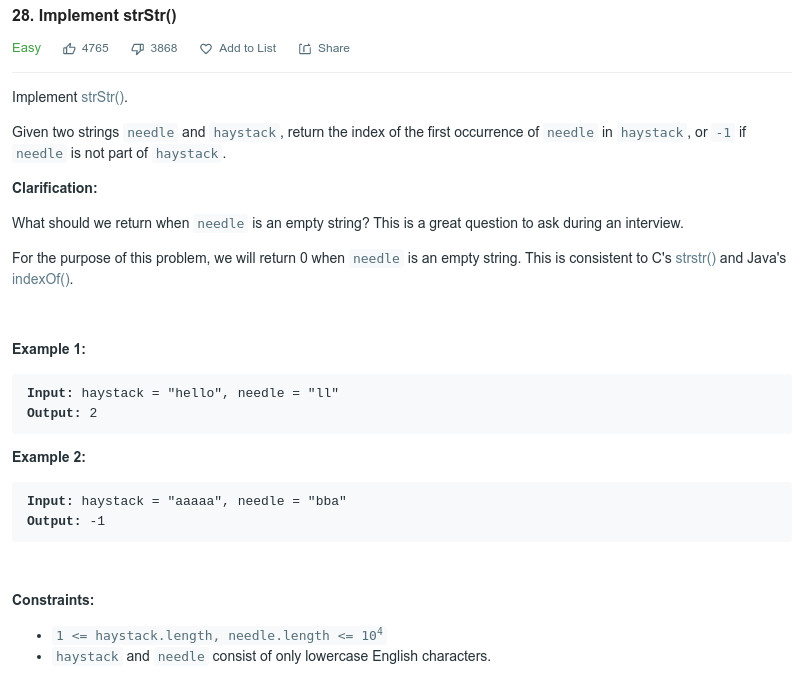 28. Implement strStr()
Easy 4765 3868 Add to List Share
Implement strStr().
Given two strings needle and haystack, return the index of the first occurrence of needle in haystack, or -1 if
needle is not part of haystack.
Clarification:
What should we return when needle is an empty string? This is a great question to ask during an interview.
For the purpose of this problem, we will return 0 when needle is an empty string. This is consistent to C's strstr() and Java's
indexOf().
Example 1:
Input: haystack = "hello", needle = "ll"
Output: 2
Example 2:
Input: haystack = "aaaaa", needle = "bba"
Output: -1
Constraints:
• 1 <= haystack.length, needle.length <= 10⁴
• haystack and needle consist of only lowercase English characters.